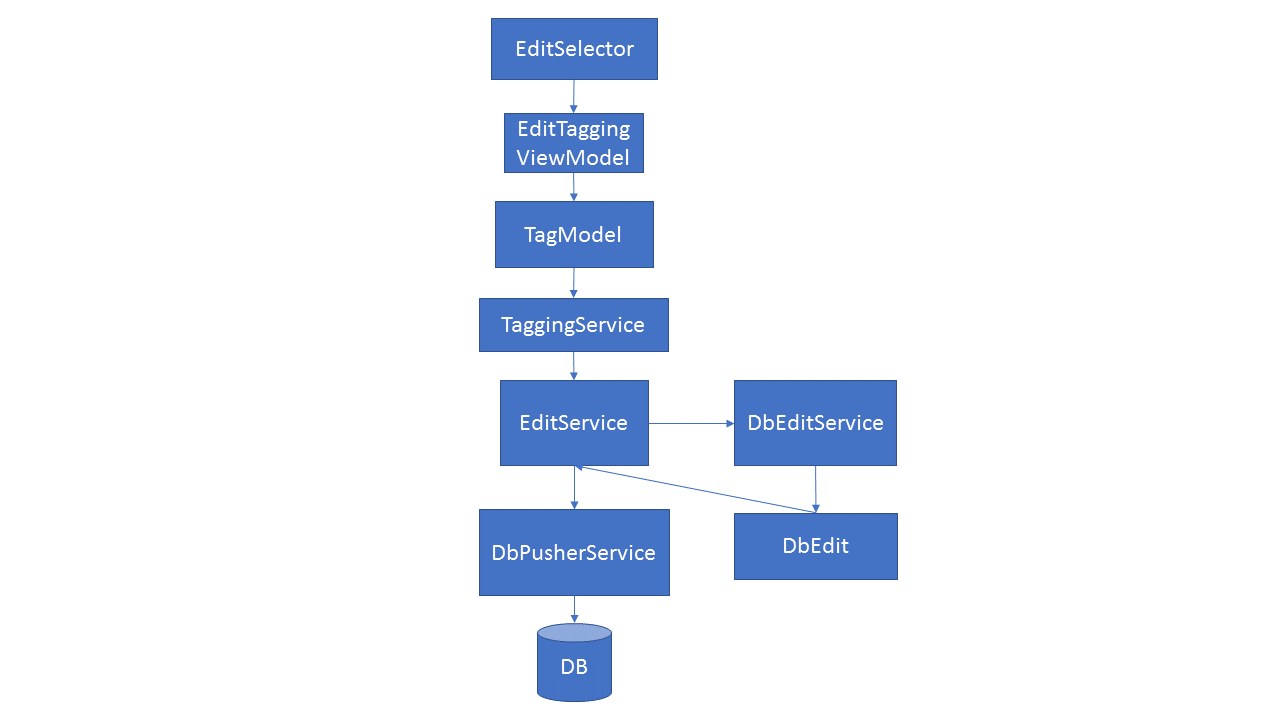 EditSelector
EditTagging
ViewModel
TagModel
TaggingService
EditService
DbEditService
DbPusherService
DbEdit
DB